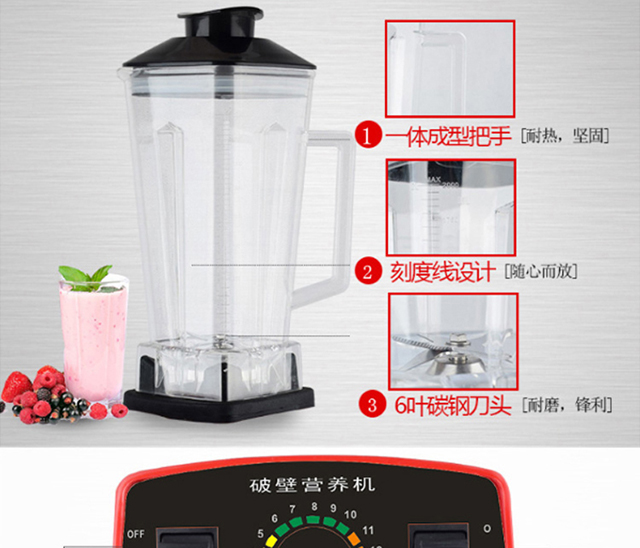 1 一体成型把手 [耐热，坚固]
MAX
2000
2 刻度线设计 [随心而放]
3 6叶碳钢刀头 [耐磨，锋利]
破壁营养机
OFF 5 6 7 8 9 10 11 O